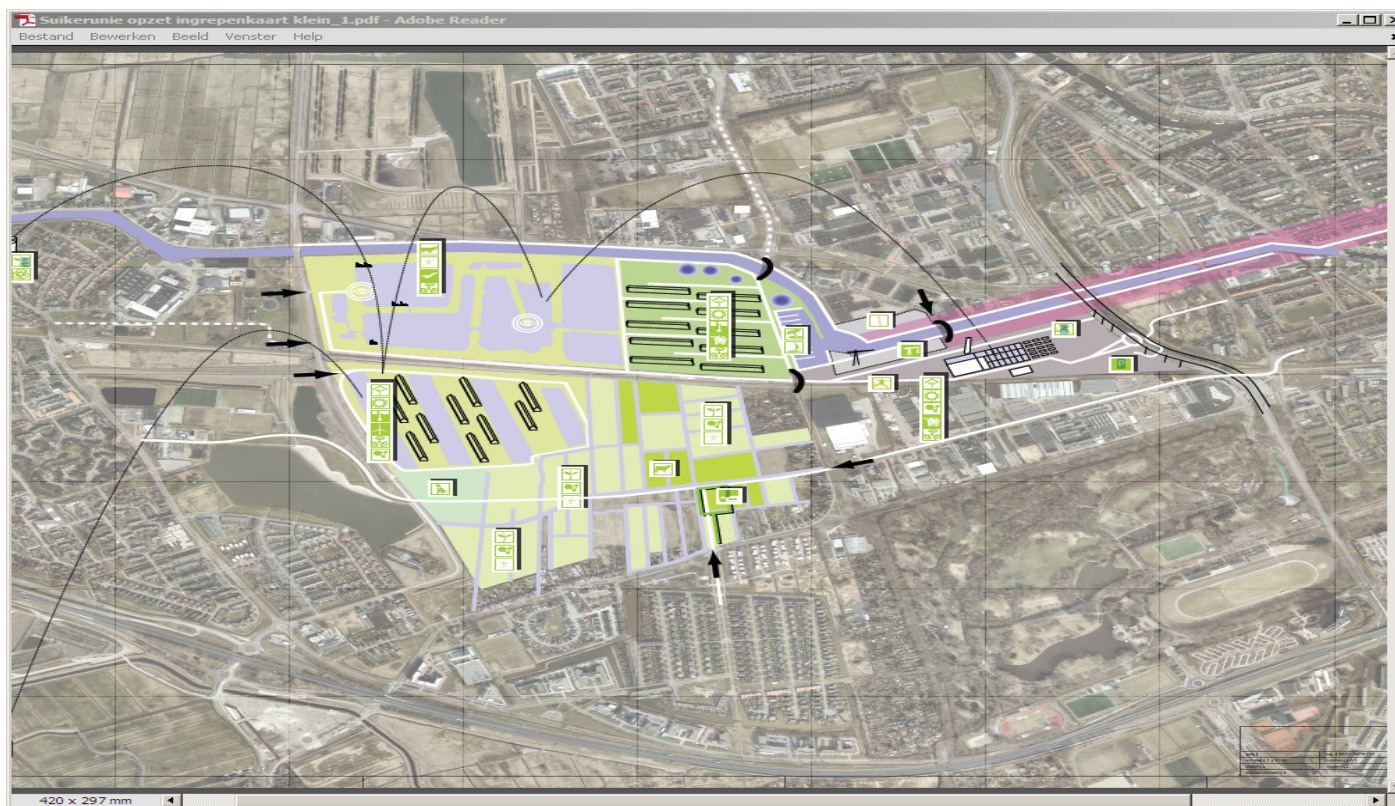 Suikerunie opzet ingrepenkaart klein_1.pdf - Adobe Reader
Bestand Bewerken Beeld Venster Help
420 x 297 mm